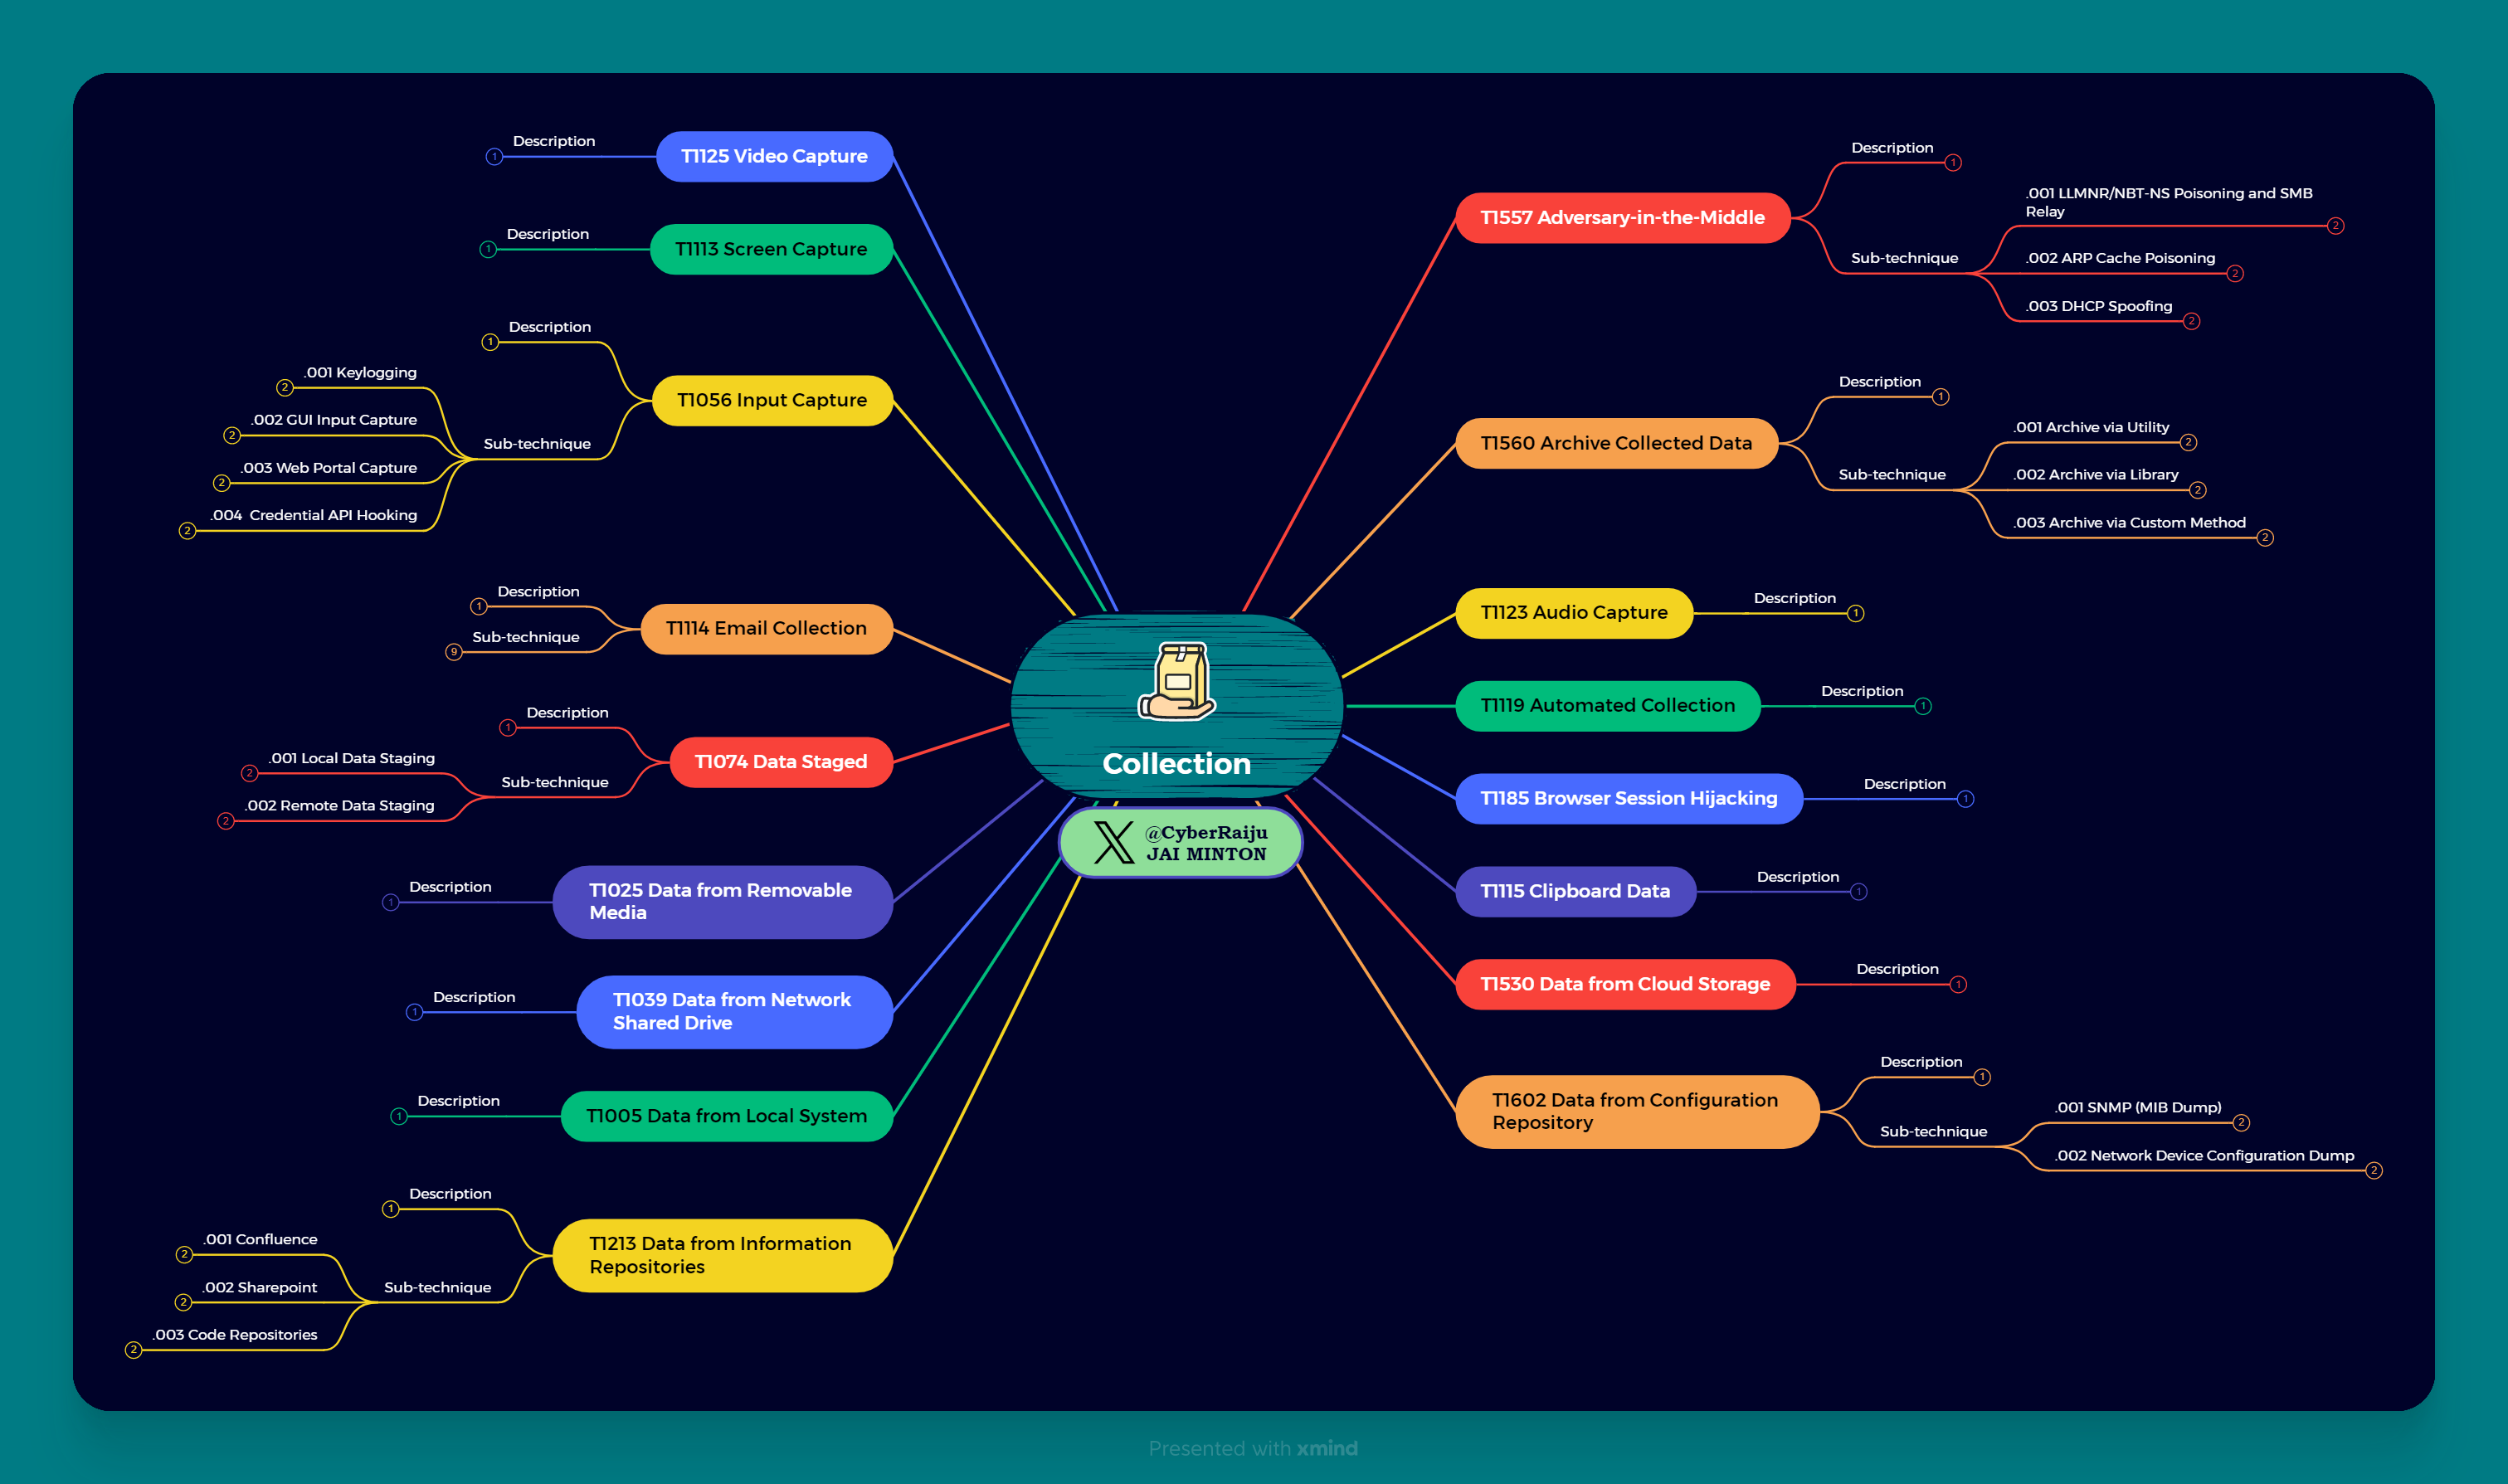 Description
1
T1125 Video Capture
Description
1
T1113 Screen Capture
Description
1
.001 Keylogging
2
.002 GUI Input Capture
2
Sub-technique
.003 Web Portal Capture
2
.004  Credential API Hooking
2
T1056 Input Capture
Description
1
Sub-technique
9
T1114 Email Collection
Description
1
.001 Local Data Staging
2
Sub-technique
.002 Remote Data Staging
2
T1074 Data Staged
Description
1
T1025 Data from Removable
Media
Description
1
T1039 Data from Network
Shared Drive
Description
1
T1005 Data from Local System
Description
1
.001 Confluence
2
.002 Sharepoint
2
Sub-technique
.003 Code Repositories
2
T1213 Data from Information
Repositories
Collection
@CyberRaiju
JAI MINTON
T1557 Adversary-in-the-Middle
Description
1
Sub-technique
.001 LLMNR/NBT-NS Poisoning and SMB
Relay
2
.002 ARP Cache Poisoning
2
.003 DHCP Spoofing
2
T1560 Archive Collected Data
Description
1
Sub-technique
.001 Archive via Utility
2
.002 Archive via Library
2
.003 Archive via Custom Method
2
T1123 Audio Capture
Description
1
T1119 Automated Collection
Description
1
T1185 Browser Session Hijacking
Description
1
T1115 Clipboard Data
Description
1
T1530 Data from Cloud Storage
Description
1
T1602 Data from Configuration
Repository
Description
1
Sub-technique
.001 SNMP (MIB Dump)
2
.002 Network Device Configuration Dump
2
Presented with xmind